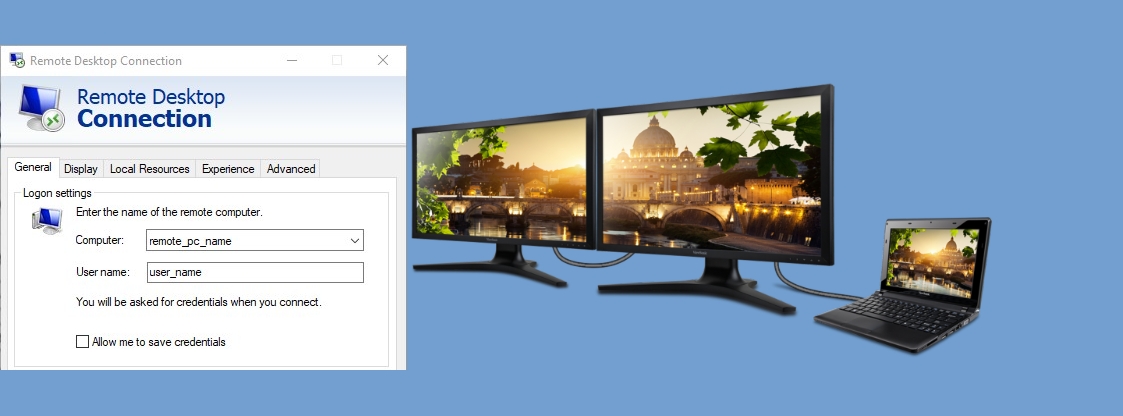 Remote Desktop Connection
Remote Desktop
Connection
General Display Local Resources Experience Advanced
Logon settings
Enter the name of the remote computer.
Computer: remote_pc_name
User name: user_name
You will be asked for credentials when you connect.
Allow me to save credentials